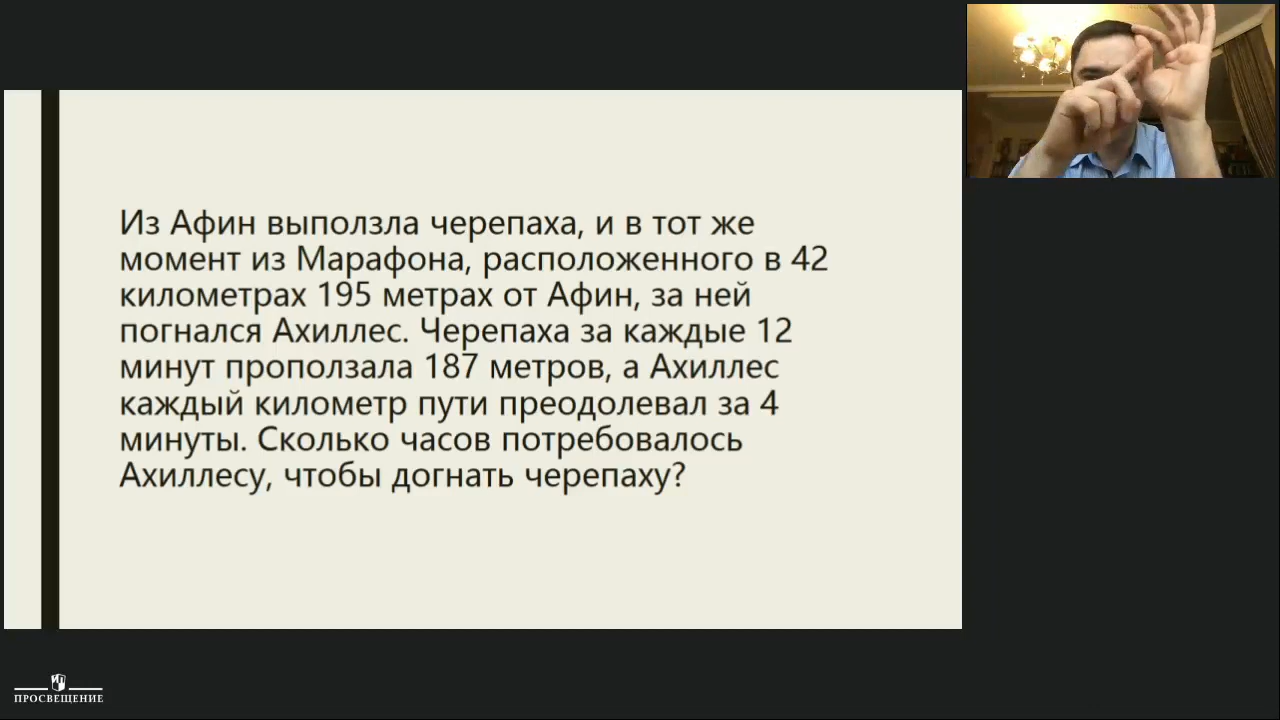 Из Афин выползла черепаха, и в тот же
момент из Марафона, расположенного в 42
километрах 195 метрах от Афин, за ней
погнался Ахиллес. Черепаха за каждые 12
минут проползала 187 метров, а Ахиллес
каждый километр пути преодолевал за 4
минуты. Сколько часов потребовалось
Ахиллесу, чтобы догнать черепаху?
ПРОСВЕЩЕНИЕ